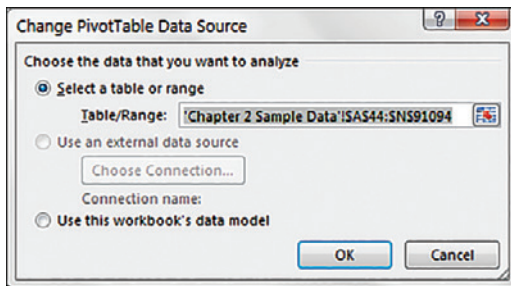 Change PivotTable Data Source
Choose the data that you want to analyze
Select a table or range
Table/Range: 'Chapter 2 Sample Data'!$A$44:$N$91094
Use an external data source
Choose Connection...
Connection name:
Use this workbook's data model
OK Cancel